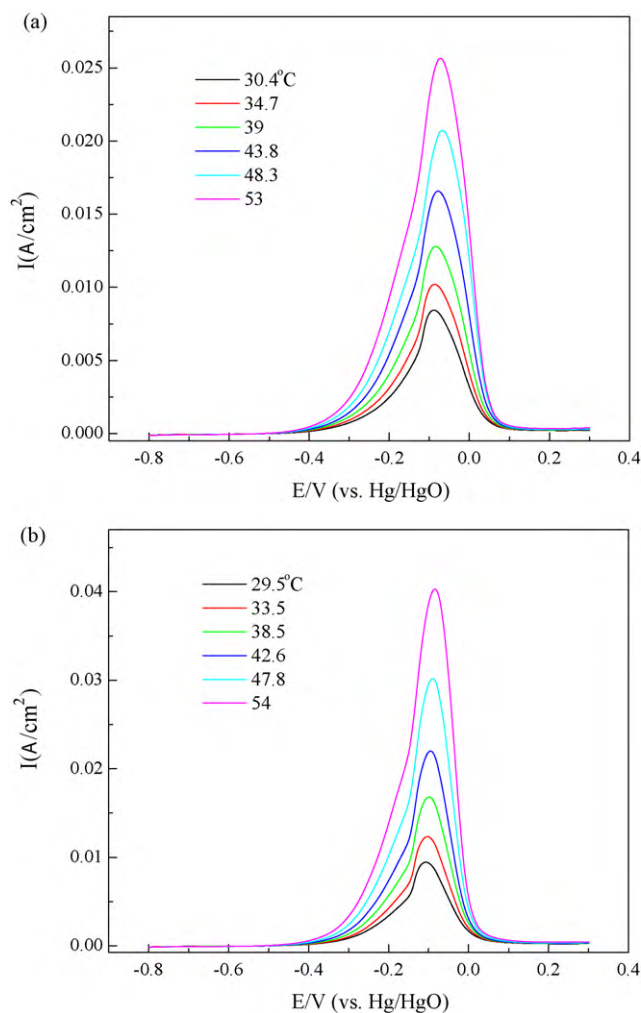 (a)
30.4°C
34.7
39
43.8
48.3
53
I(A/cm²)
0.025
0.020
0.015
0.010
0.005
0.000
-0.8 -0.6 -0.4 -0.2 0.0 0.2 0.4
E/V (vs. Hg/HgO)
(b)
29.5°C
33.5
38.5
42.6
47.8
54
I(A/cm²)
0.04
0.03
0.02
0.01
0.00
-0.8 -0.6 -0.4 -0.2 0.0 0.2 0.4
E/V (vs. Hg/HgO)